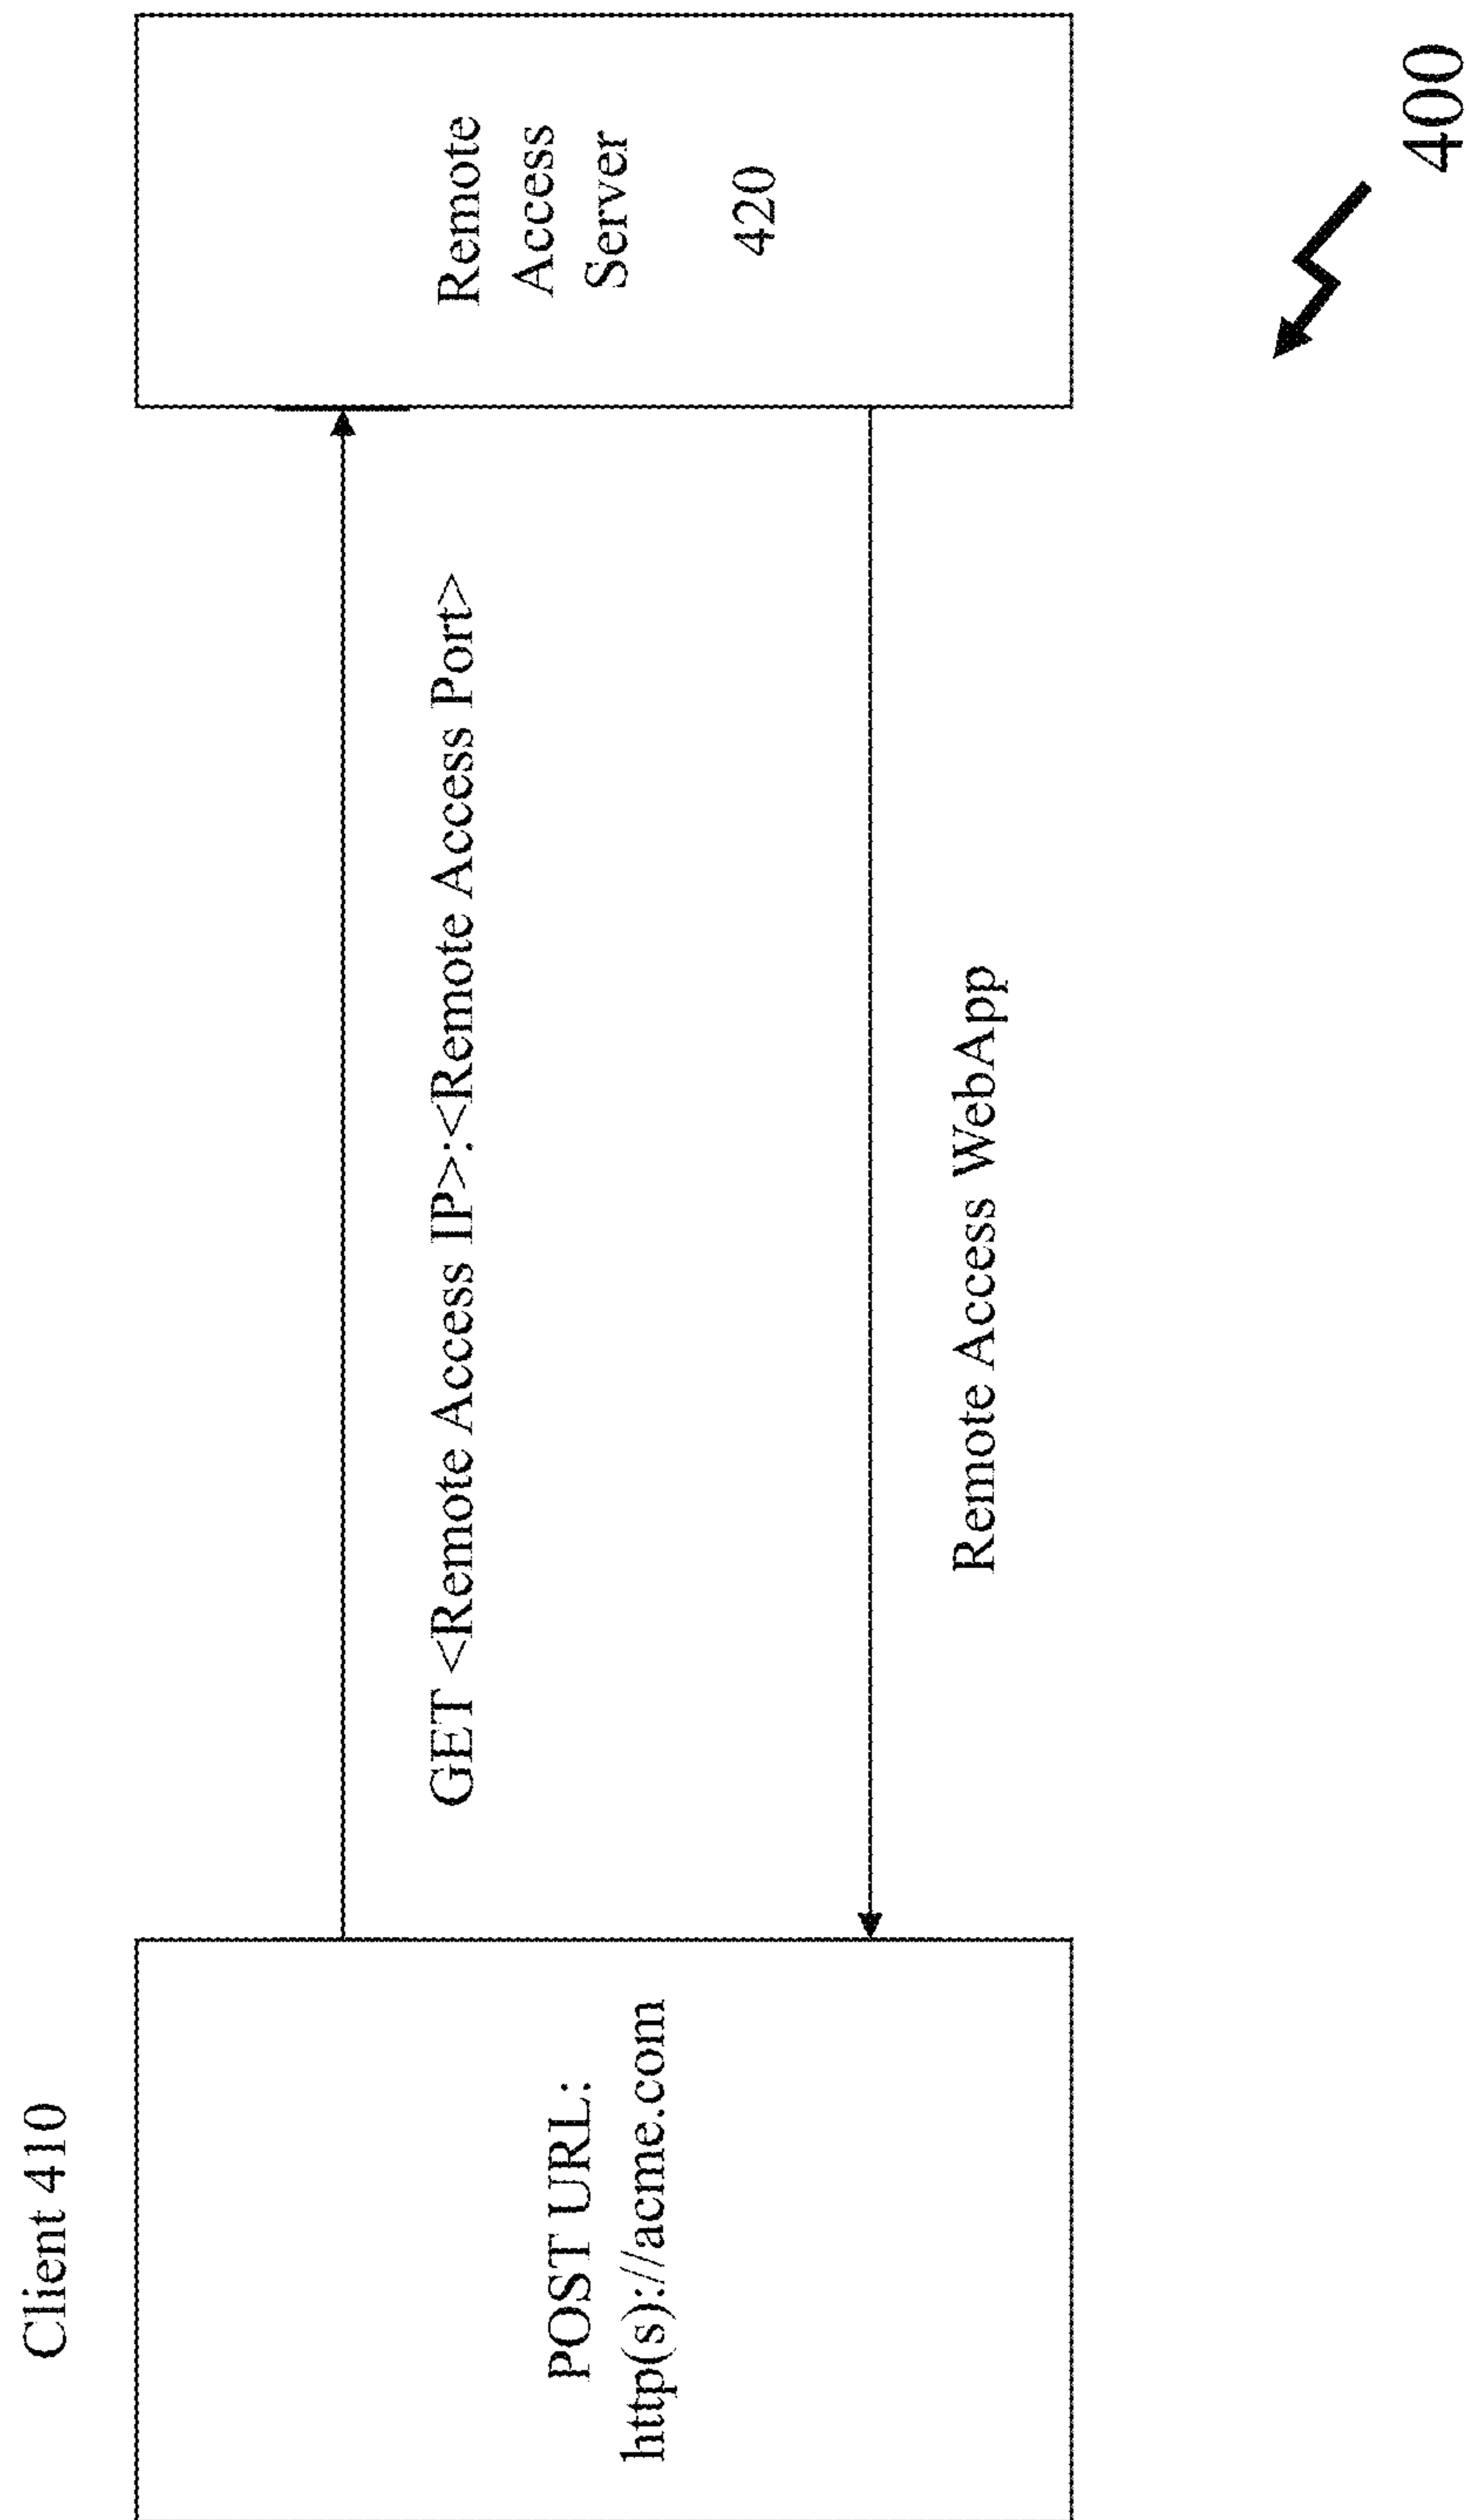 Client 410
POST URL:
http(s)://acme.com
GET <Remote Access IP>:<Remote Access Port>
Remote Access WebApp
Remote
Access
Server
420
400